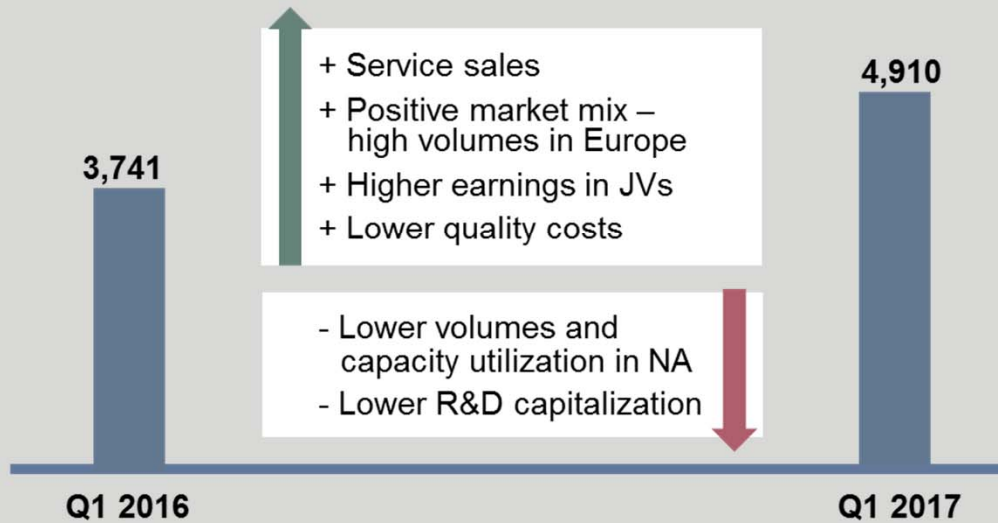 4,910
+ Service sales
+ Positive market mix –
high volumes in Europe
3,741
+ Higher earnings in JVs
+ Lower quality costs
- Lower volumes and
capacity utilization in NA
- Lower R&D capitalization
Q1 2016
Q1 2017